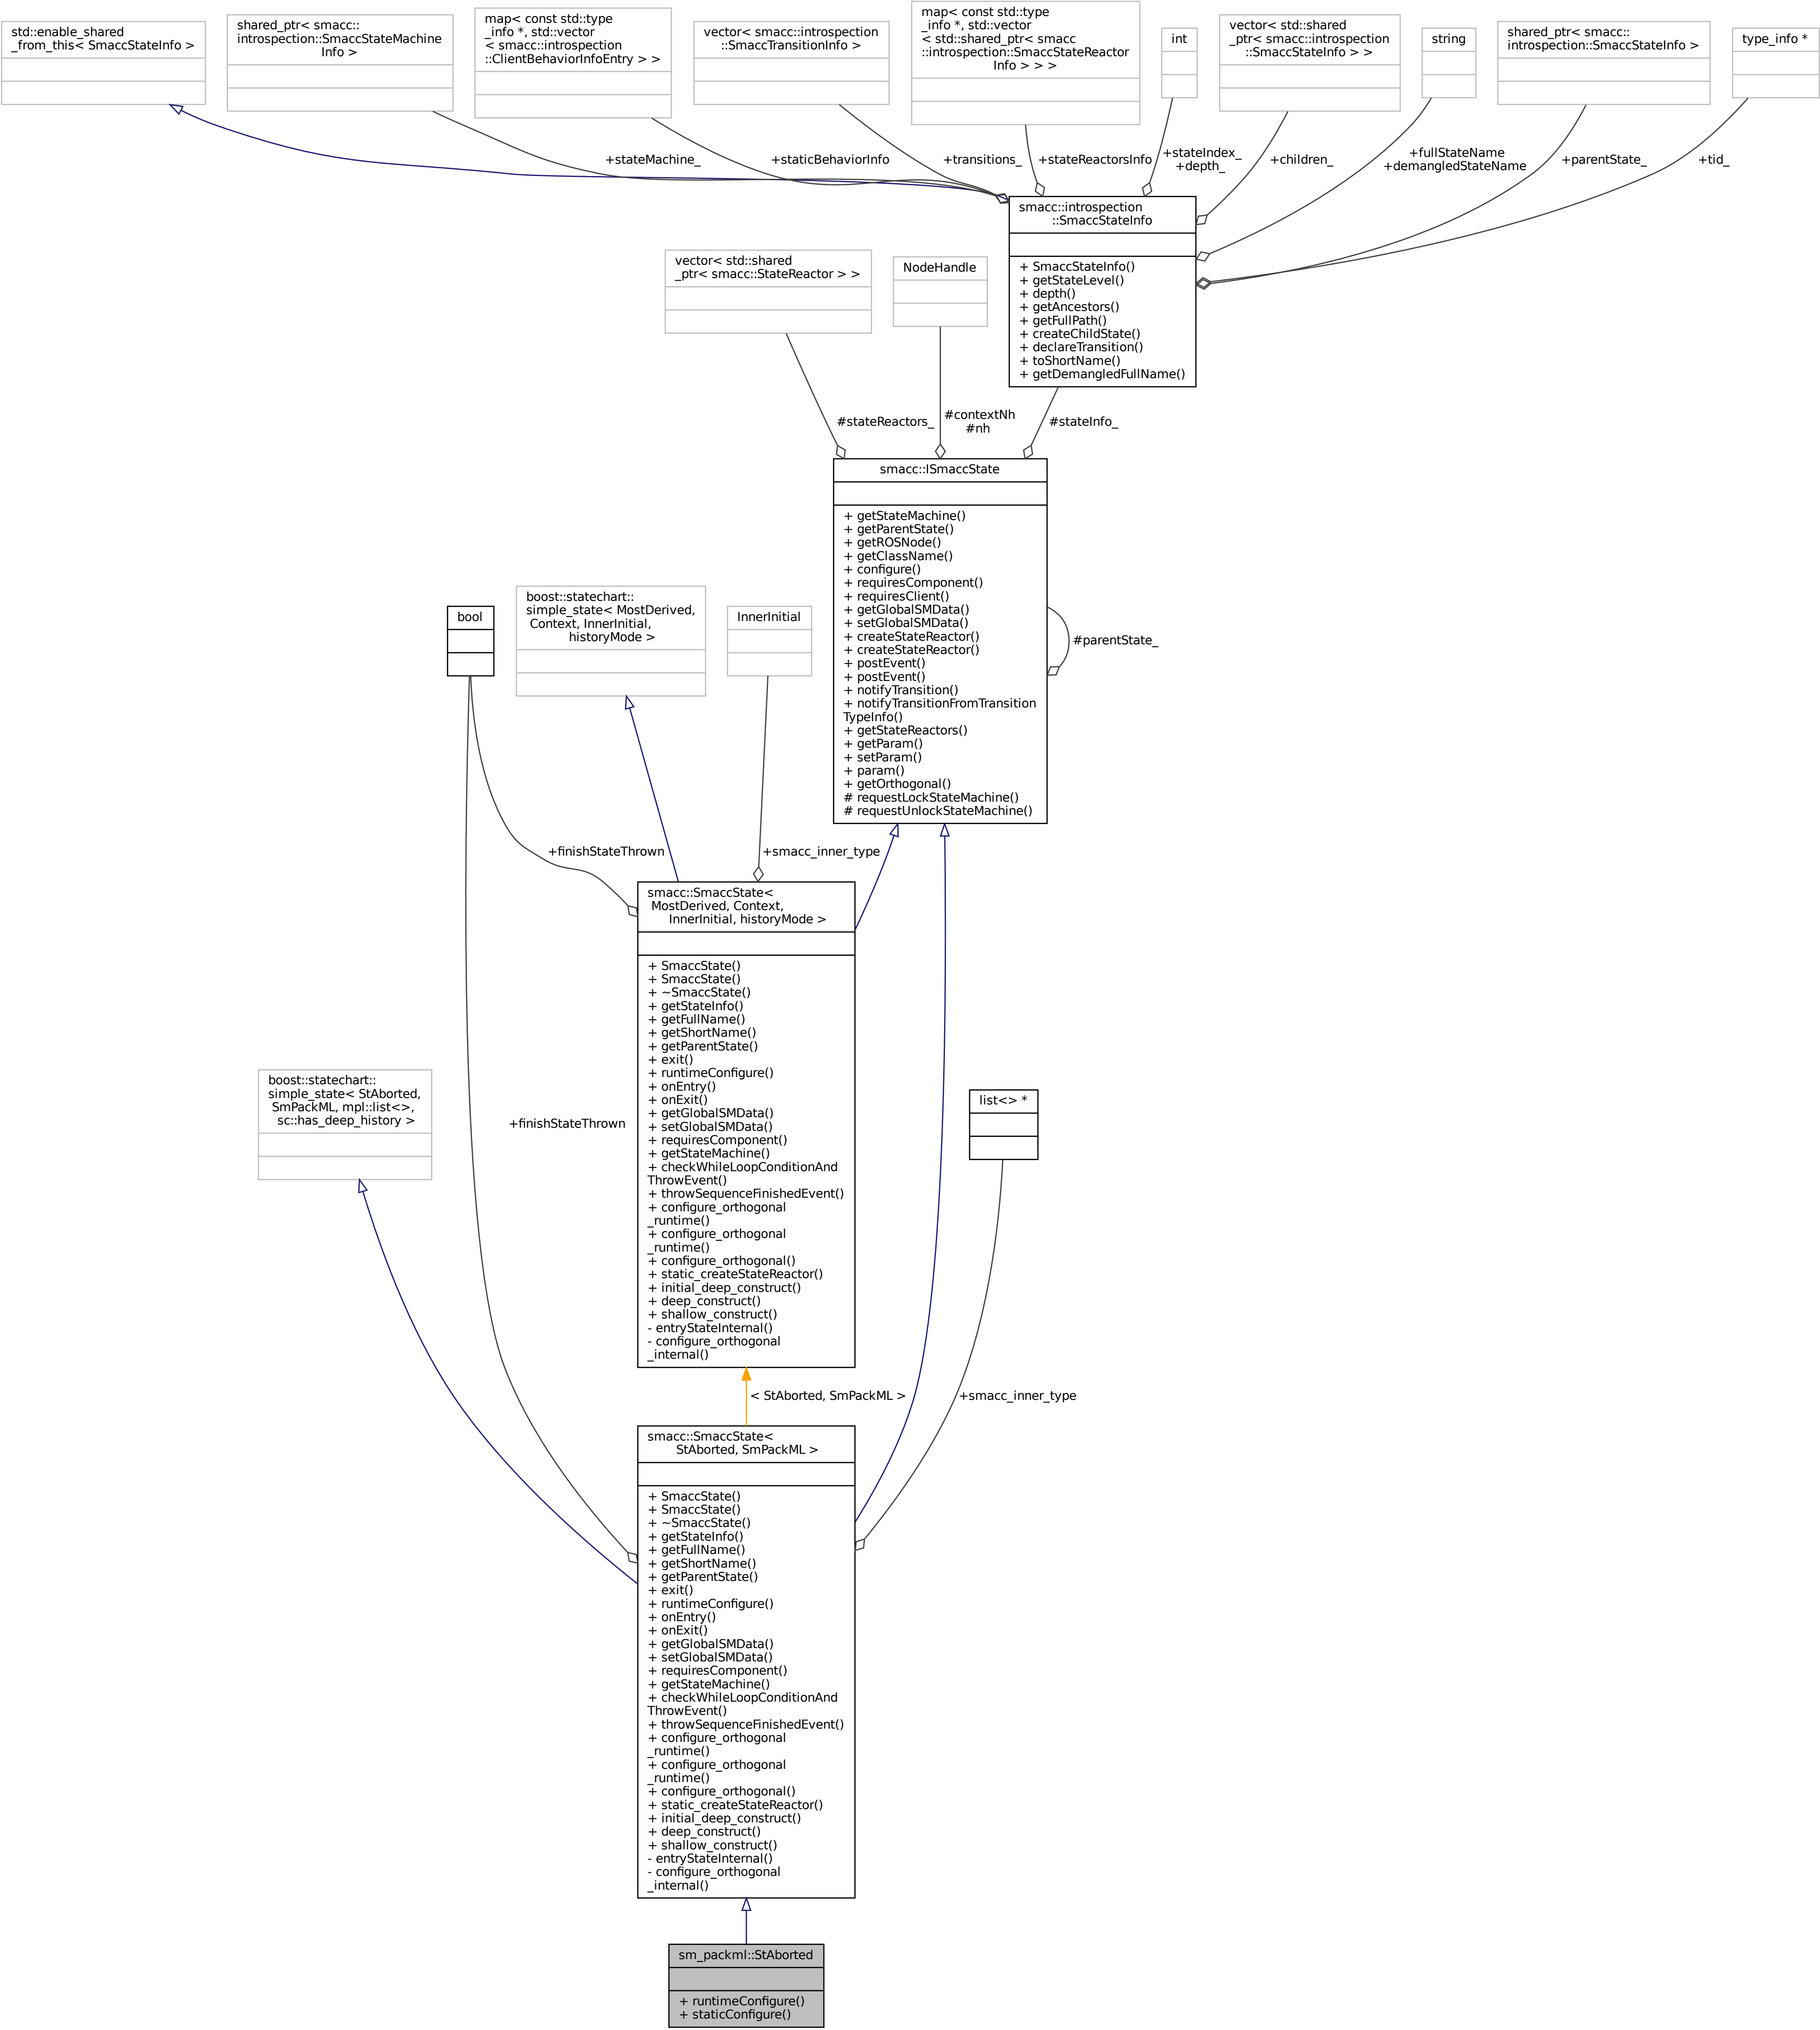 std::enable_shared
_from_this< SmaccStateInfo >
shared_ptr< smacc::
introspection::SmaccStateMachine
Info >
map< const std::type
_info *, std::vector
< smacc::introspection
::ClientBehaviorInfoEntry > >
vector< smacc::introspection
::SmaccTransitionInfo >
map< const std::type
_info *, std::vector
< std::shared_ptr< smacc
::introspection::SmaccStateReactor
Info > > >
int
vector< std::shared
_ptr< smacc::introspection
::SmaccStateInfo > >
string
shared_ptr< smacc::
introspection::SmaccStateInfo >
type_info *
+stateMachine_
+staticBehaviorInfo
+transitions_
+stateReactorsInfo
+stateIndex_
+depth_
+children_
+fullStateName
+demangledStateName
+parentState_
+tid_
smacc::introspection
::SmaccStateInfo
+ SmaccStateInfo()
+ getStateLevel()
+ depth()
+ getAncestors()
+ getFullPath()
+ createChildState()
+ declareTransition()
+ toShortName()
+ getDemangledFullName()
vector< std::shared
_ptr< smacc::StateReactor > >
NodeHandle
#stateReactors_
#contextNh
#nh
#stateInfo_
smacc::ISmaccState
+ getStateMachine()
+ getParentState()
+ getROSNode()
+ getClassName()
+ configure()
+ requiresComponent()
+ requiresClient()
+ getGlobalSMData()
+ setGlobalSMData()
+ createStateReactor()
+ createStateReactor()
+ postEvent()
+ postEvent()
+ notifyTransition()
+ notifyTransitionFromTransition
TypeInfo()
+ getStateReactors()
+ getParam()
+ setParam()
+ param()
+ getOrthogonal()
# requestLockStateMachine()
# requestUnlockStateMachine()
#parentState_
bool
boost::statechart::
simple_state< MostDerived,
Context, InnerInitial,
historyMode >
InnerInitial
+finishStateThrown
+smacc_inner_type
smacc::SmaccState<
MostDerived, Context,
InnerInitial, historyMode >
+ SmaccState()
+ SmaccState()
+ ~SmaccState()
+ getStateInfo()
+ getFullName()
+ getShortName()
+ getParentState()
+ exit()
+ runtimeConfigure()
+ onEntry()
+ onExit()
+ getGlobalSMData()
+ setGlobalSMData()
+ requiresComponent()
+ getStateMachine()
+ checkWhileLoopConditionAnd
ThrowEvent()
+ throwSequenceFinishedEvent()
+ configure_orthogonal
_runtime()
+ configure_orthogonal
_runtime()
+ configure_orthogonal()
+ static_createStateReactor()
+ initial_deep_construct()
+ deep_construct()
+ shallow_construct()
- entryStateInternal()
- configure_orthogonal
_internal()
boost::statechart::
simple_state< StAborted,
SmPackML, mpl::list<>,
sc::has_deep_history >
+finishStateThrown
list<> *
< StAborted, SmPackML >
+smacc_inner_type
smacc::SmaccState<
StAborted, SmPackML >
+ SmaccState()
+ SmaccState()
+ ~SmaccState()
+ getStateInfo()
+ getFullName()
+ getShortName()
+ getParentState()
+ exit()
+ runtimeConfigure()
+ onEntry()
+ onExit()
+ getGlobalSMData()
+ setGlobalSMData()
+ requiresComponent()
+ getStateMachine()
+ checkWhileLoopConditionAnd
ThrowEvent()
+ throwSequenceFinishedEvent()
+ configure_orthogonal
_runtime()
+ configure_orthogonal
_runtime()
+ configure_orthogonal()
+ static_createStateReactor()
+ initial_deep_construct()
+ deep_construct()
+ shallow_construct()
- entryStateInternal()
- configure_orthogonal
_internal()
sm_packml::StAborted
+ runtimeConfigure()
+ staticConfigure()